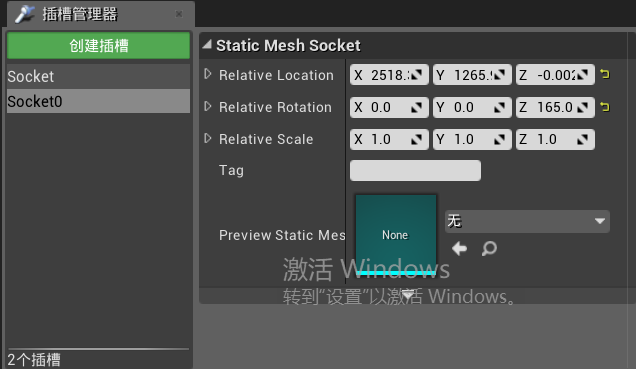 插槽管理器
创建插槽
Socket
Socket0
2个插槽
Static Mesh Socket
Relative Location X 2518. Y 1265. Z -0.002
Relative Rotation X 0.0 Y 0.0 Z 165.0
Relative Scale X 1.0 Y 1.0 Z 1.0
Tag
Preview Static Mes None 无
激活 Windows
转到“设置”以激活 Windows。